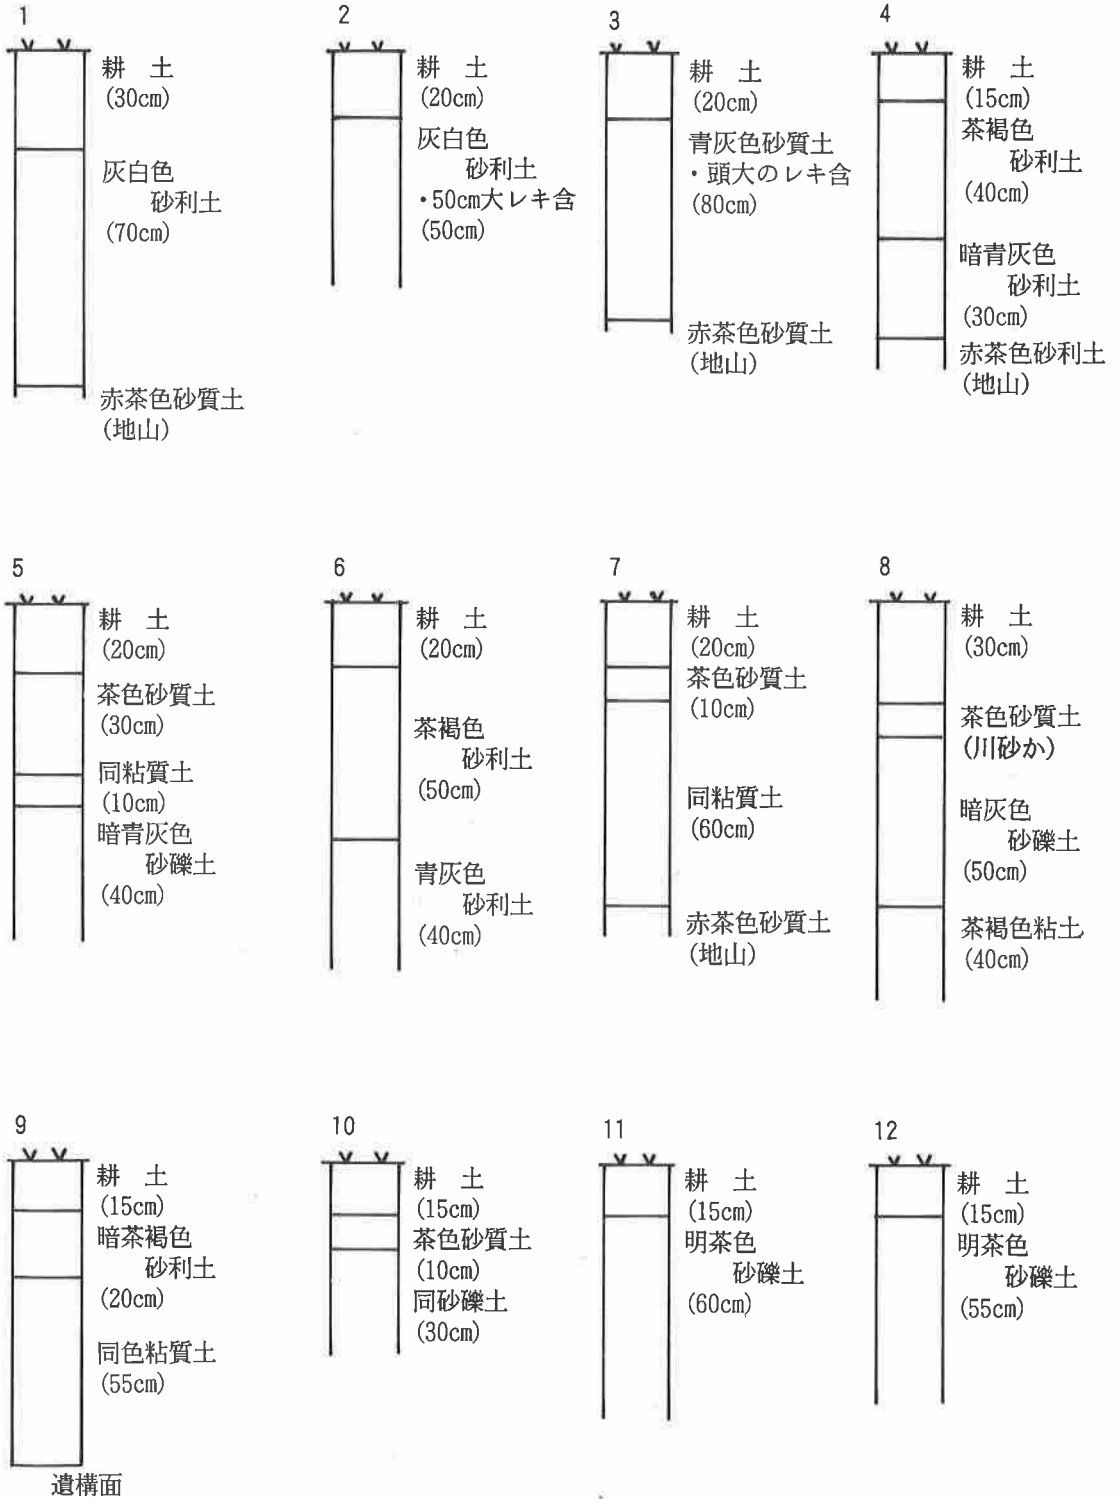 1
耕　土
(30cm)
灰白色
砂利土
(70cm)
赤茶色砂質土
(地山)
2
耕　土
(20cm)
灰白色
砂利土
・50cm大レキ含
(50cm)
3
耕　土
(20cm)
青灰色砂質土
・頭大のレキ含
(80cm)
赤茶色砂質土
(地山)
4
耕　土
(15cm)
茶褐色
砂利土
(40cm)
暗青灰色
砂利土
(30cm)
赤茶色砂利土
(地山)
5
耕　土
(20cm)
茶色砂質土
(30cm)
同粘質土
(10cm)
暗青灰色
砂礫土
(40cm)
6
耕　土
(20cm)
茶褐色
砂利土
(50cm)
青灰色
砂利土
(40cm)
7
耕　土
(20cm)
茶色砂質土
(10cm)
同粘質土
(60cm)
赤茶色砂質土
(地山)
8
耕　土
(30cm)
茶色砂質土
(川砂か)
暗灰色
砂礫土
(50cm)
茶褐色粘土
(40cm)
9
耕　土
(15cm)
暗茶褐色
砂利土
(20cm)
同色粘質土
(55cm)
遺構面
10
耕　土
(15cm)
茶色砂質土
(10cm)
同砂礫土
(30cm)
11
耕　土
(15cm)
明茶色
砂礫土
(60cm)
12
耕　土
(15cm)
明茶色
砂礫土
(55cm)